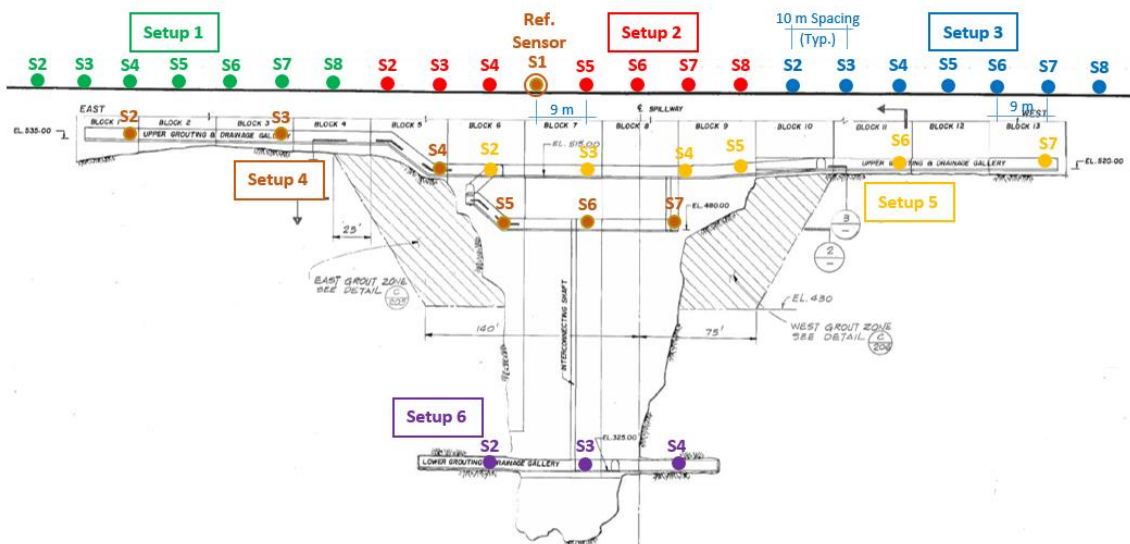 Setup 1
Ref.
Sensor
S1
Setup 2
10 m Spacing
(Typ.)
Setup 3
S2 S3 S4 S5 S6 S7 S8 S2 S3 S4 S5 S6 S7 S8 S2 S3 S4 S5 S6 S7 S8
9 m
9 m
EAST
℄ SPILLWAY
WEST
BLOCK 1 BLOCK 2 BLOCK 3 BLOCK 4 BLOCK 5 BLOCK 6 BLOCK 7 BLOCK 8 BLOCK 9 BLOCK 10 BLOCK 11 BLOCK 12 BLOCK 13
S2 S3
EL.535.00
UPPER GROUTING & DRAINAGE GALLERY
S4 S2 S3 S4 S5 S6 S7
EL.515.00
UPPER GROUTING & DRAINAGE GALLERY
EL.520.00
Setup 4
Setup 5
S5 S6 S7
EL.480.00
25'
3
–
2
–
EAST GROUT ZONE
SEE DETAIL
C
INTERCONNECTING SHAFT
EL.430
140'
75'
WEST GROUT ZONE
SEE DETAIL
C
Setup 6
S2 S3 S4
EL.325.00
LOWER GROUTING DRAINAGE GALLERY